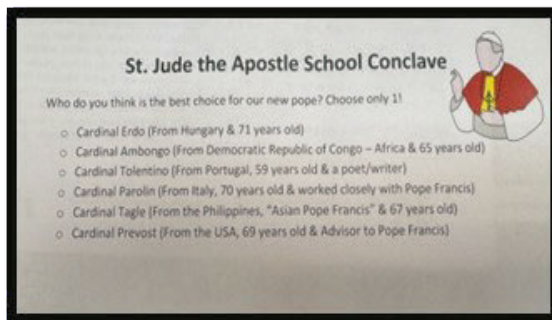 St. Jude the Apostle School Conclave
Who do you think is the best choice for our new pope? Choose only 1!
○ Cardinal Erdo (From Hungary & 71 years old)
○ Cardinal Ambongo (From Democratic Republic of Congo – Africa & 65 years old)
○ Cardinal Tolentino (From Portugal, 59 years old & a poet/writer)
○ Cardinal Parolin (From Italy, 70 years old & worked closely with Pope Francis)
○ Cardinal Tagle (From the Philippines, "Asian Pope Francis" & 67 years old)
○ Cardinal Prevost (From the USA, 69 years old & Advisor to Pope Francis)